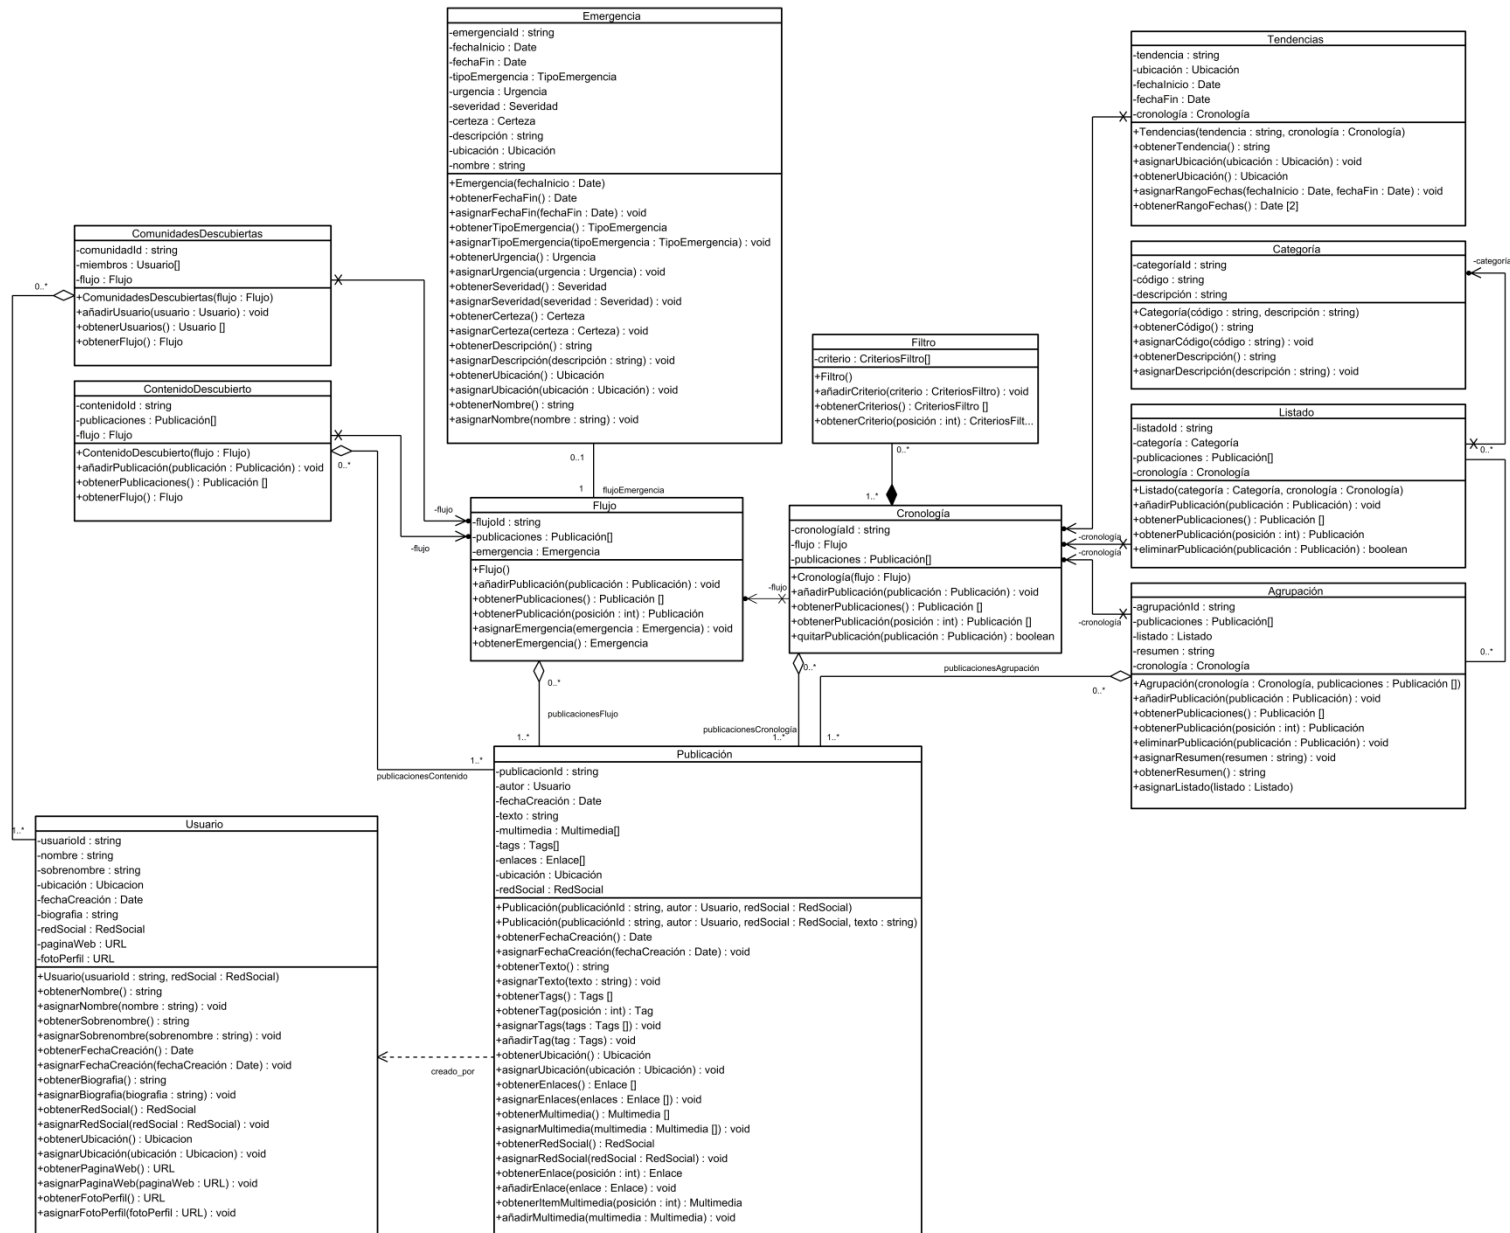 Emergencia
-emergenciaId : string
-fechaInicio : Date
-fechaFin : Date
-tipoEmergencia : TipoEmergencia
-urgencia : Urgencia
-severidad : Severidad
-certeza : Certeza
-descripción : string
-ubicación : Ubicación
-nombre : string
+Emergencia(fechaInicio : Date)
+obtenerFechaFin() : Date
+asignarFechaFin(fechaFin : Date) : void
+obtenerTipoEmergencia() : TipoEmergencia
+asignarTipoEmergencia(tipoEmergencia : TipoEmergencia) : void
+obtenerUrgencia() : Urgencia
+asignarUrgencia(urgencia : Urgencia) : void
+obtenerSeveridad() : Severidad
+asignarSeveridad(severidad : Severidad) : void
+obtenerCerteza() : Certeza
+asignarCerteza(certeza : Certeza) : void
+obtenerDescripción() : string
+asignarDescripción(descripción : string) : void
+obtenerUbicación() : Ubicación
+asignarUbicación(ubicación : Ubicación) : void
+obtenerNombre() : string
+asignarNombre(nombre : string) : void
Tendencias
-tendencia : string
-ubicación : Ubicación
-fechaInicio : Date
-fechaFin : Date
-cronología : Cronología
+Tendencias(tendencia : string, cronología : Cronología)
+obtenerTendencia() : string
+asignarUbicación(ubicación : Ubicación) : void
+obtenerUbicación() : Ubicación
+asignarRangoFechas(fechaInicio : Date, fechaFin : Date) : void
+obtenerRangoFechas() : Date [2]
ComunidadesDescubiertas
-comunidadId : string
-miembros : Usuario[]
-flujo : Flujo
+ComunidadesDescubiertas(flujo : Flujo)
+añadirUsuario(usuario : Usuario) : void
+obtenerUsuarios() : Usuario []
+obtenerFlujo() : Flujo
0..*
Categoría
-categoríaId : string
-código : string
-descripción : string
+Categoría(código : string, descripción : string)
+obtenerCódigo() : string
+asignarCódigo(código : string) : void
+obtenerDescripción() : string
+asignarDescripción(descripción : string) : void
-categoría
Filtro
-criterio : CriteriosFiltro[]
+Filtro()
+añadirCriterio(criterio : CriteriosFiltro) : void
+obtenerCriterios() : CriteriosFiltro []
+obtenerCriterio(posición : int) : CriteriosFilt...
0..*
1..*
ContenidoDescubierto
-contenidoId : string
-publicaciones : Publicación[]
-flujo : Flujo
+ContenidoDescubierto(flujo : Flujo)
+añadirPublicación(publicación : Publicación) : void
+obtenerPublicaciones() : Publicación []
+obtenerFlujo() : Flujo
0..*
Listado
-listadoId : string
-categoría : Categoría
-publicaciones : Publicación[]
-cronología : Cronología
+Listado(categoría : Categoría, cronología : Cronología)
+añadirPublicación(publicación : Publicación) : void
+obtenerPublicaciones() : Publicación []
+obtenerPublicación(posición : int) : Publicación
+eliminarPublicación(publicación : Publicación) : boolean
0..*
0..1
1
flujoEmergencia
-flujo
-flujo
Flujo
-flujoId : string
-publicaciones : Publicación[]
-emergencia : Emergencia
+Flujo()
+añadirPublicación(publicación : Publicación) : void
+obtenerPublicaciones() : Publicación []
+obtenerPublicación(posición : int) : Publicación
+asignarEmergencia(emergencia : Emergencia) : void
+obtenerEmergencia() : Emergencia
-flujo
Cronología
-cronologíaId : string
-flujo : Flujo
-publicaciones : Publicación[]
+Cronología(flujo : Flujo)
+añadirPublicación(publicación : Publicación) : void
+obtenerPublicaciones() : Publicación []
+obtenerPublicación(posición : int) : Publicación []
+quitarPublicación(publicación : Publicación) : boolean
-cronología
-cronología
-cronología
Agrupación
-agrupaciónId : string
-publicaciones : Publicación[]
-listado : Listado
-resumen : string
-cronología : Cronología
+Agrupación(cronología : Cronología, publicaciones : Publicación [])
+añadirPublicación(publicación : Publicación) : void
+obtenerPublicaciones() : Publicación []
+obtenerPublicación(posición : int) : Publicación
+eliminarPublicación(publicación : Publicación) : void
+asignarResumen(resumen : string) : void
+obtenerResumen() : string
+asignarListado(listado : Listado)
0..*
0..*
publicacionesAgrupación
0..*
publicacionesFlujo
1..*
0..*
publicacionesCronología
1..*
1..*
1..*
publicacionesContenido
Publicación
-publicacionId : string
-autor : Usuario
-fechaCreación : Date
-texto : string
-multimedia : Multimedia[]
-tags : Tags[]
-enlaces : Enlace[]
-ubicación : Ubicación
-redSocial : RedSocial
+Publicación(publicaciónId : string, autor : Usuario, redSocial : RedSocial)
+Publicación(publicaciónId : string, autor : Usuario, redSocial : RedSocial, texto : string)
+obtenerFechaCreación() : Date
+asignarFechaCreación(fechaCreación : Date) : void
+obtenerTexto() : string
+asignarTexto(texto : string) : void
+obtenerTags() : Tags []
+obtenerTag(posición : int) : Tag
+asignarTags(tags : Tags []) : void
+añadirTag(tag : Tags) : void
+obtenerUbicación() : Ubicación
+asignarUbicación(ubicación : Ubicación) : void
+obtenerEnlaces() : Enlace []
+asignarEnlaces(enlaces : Enlace []) : void
+obtenerMultimedia() : Multimedia []
+asignarMultimedia(multimedia : Multimedia []) : void
+obtenerRedSocial() : RedSocial
+asignarRedSocial(redSocial : RedSocial) : void
+obtenerEnlace(posición : int) : Enlace
+añadirEnlace(enlace : Enlace) : void
+obtenerItemMultimedia(posición : int) : Multimedia
+añadirMultimedia(multimedia : Multimedia) : void
1..*
Usuario
-usuarioId : string
-nombre : string
-sobrenombre : string
-ubicación : Ubicacion
-fechaCreación : Date
-biografia : string
-redSocial : RedSocial
-paginaWeb : URL
-fotoPerfil : URL
+Usuario(usuarioId : string, redSocial : RedSocial)
+obtenerNombre() : string
+asignarNombre(nombre : string) : void
+obtenerSobrenombre() : string
+asignarSobrenombre(sobrenombre : string) : void
+obtenerFechaCreación() : Date
+asignarFechaCreación(fechaCreación : Date) : void
+obtenerBiografia() : string
+asignarBiografia(biografia : string) : void
+obtenerRedSocial() : RedSocial
+asignarRedSocial(redSocial : RedSocial) : void
+obtenerUbicación() : Ubicacion
+asignarUbicación(ubicación : Ubicacion) : void
+obtenerPaginaWeb() : URL
+asignarPaginaWeb(paginaWeb : URL) : void
+obtenerFotoPerfil() : URL
+asignarFotoPerfil(fotoPerfil : URL) : void
creado_por